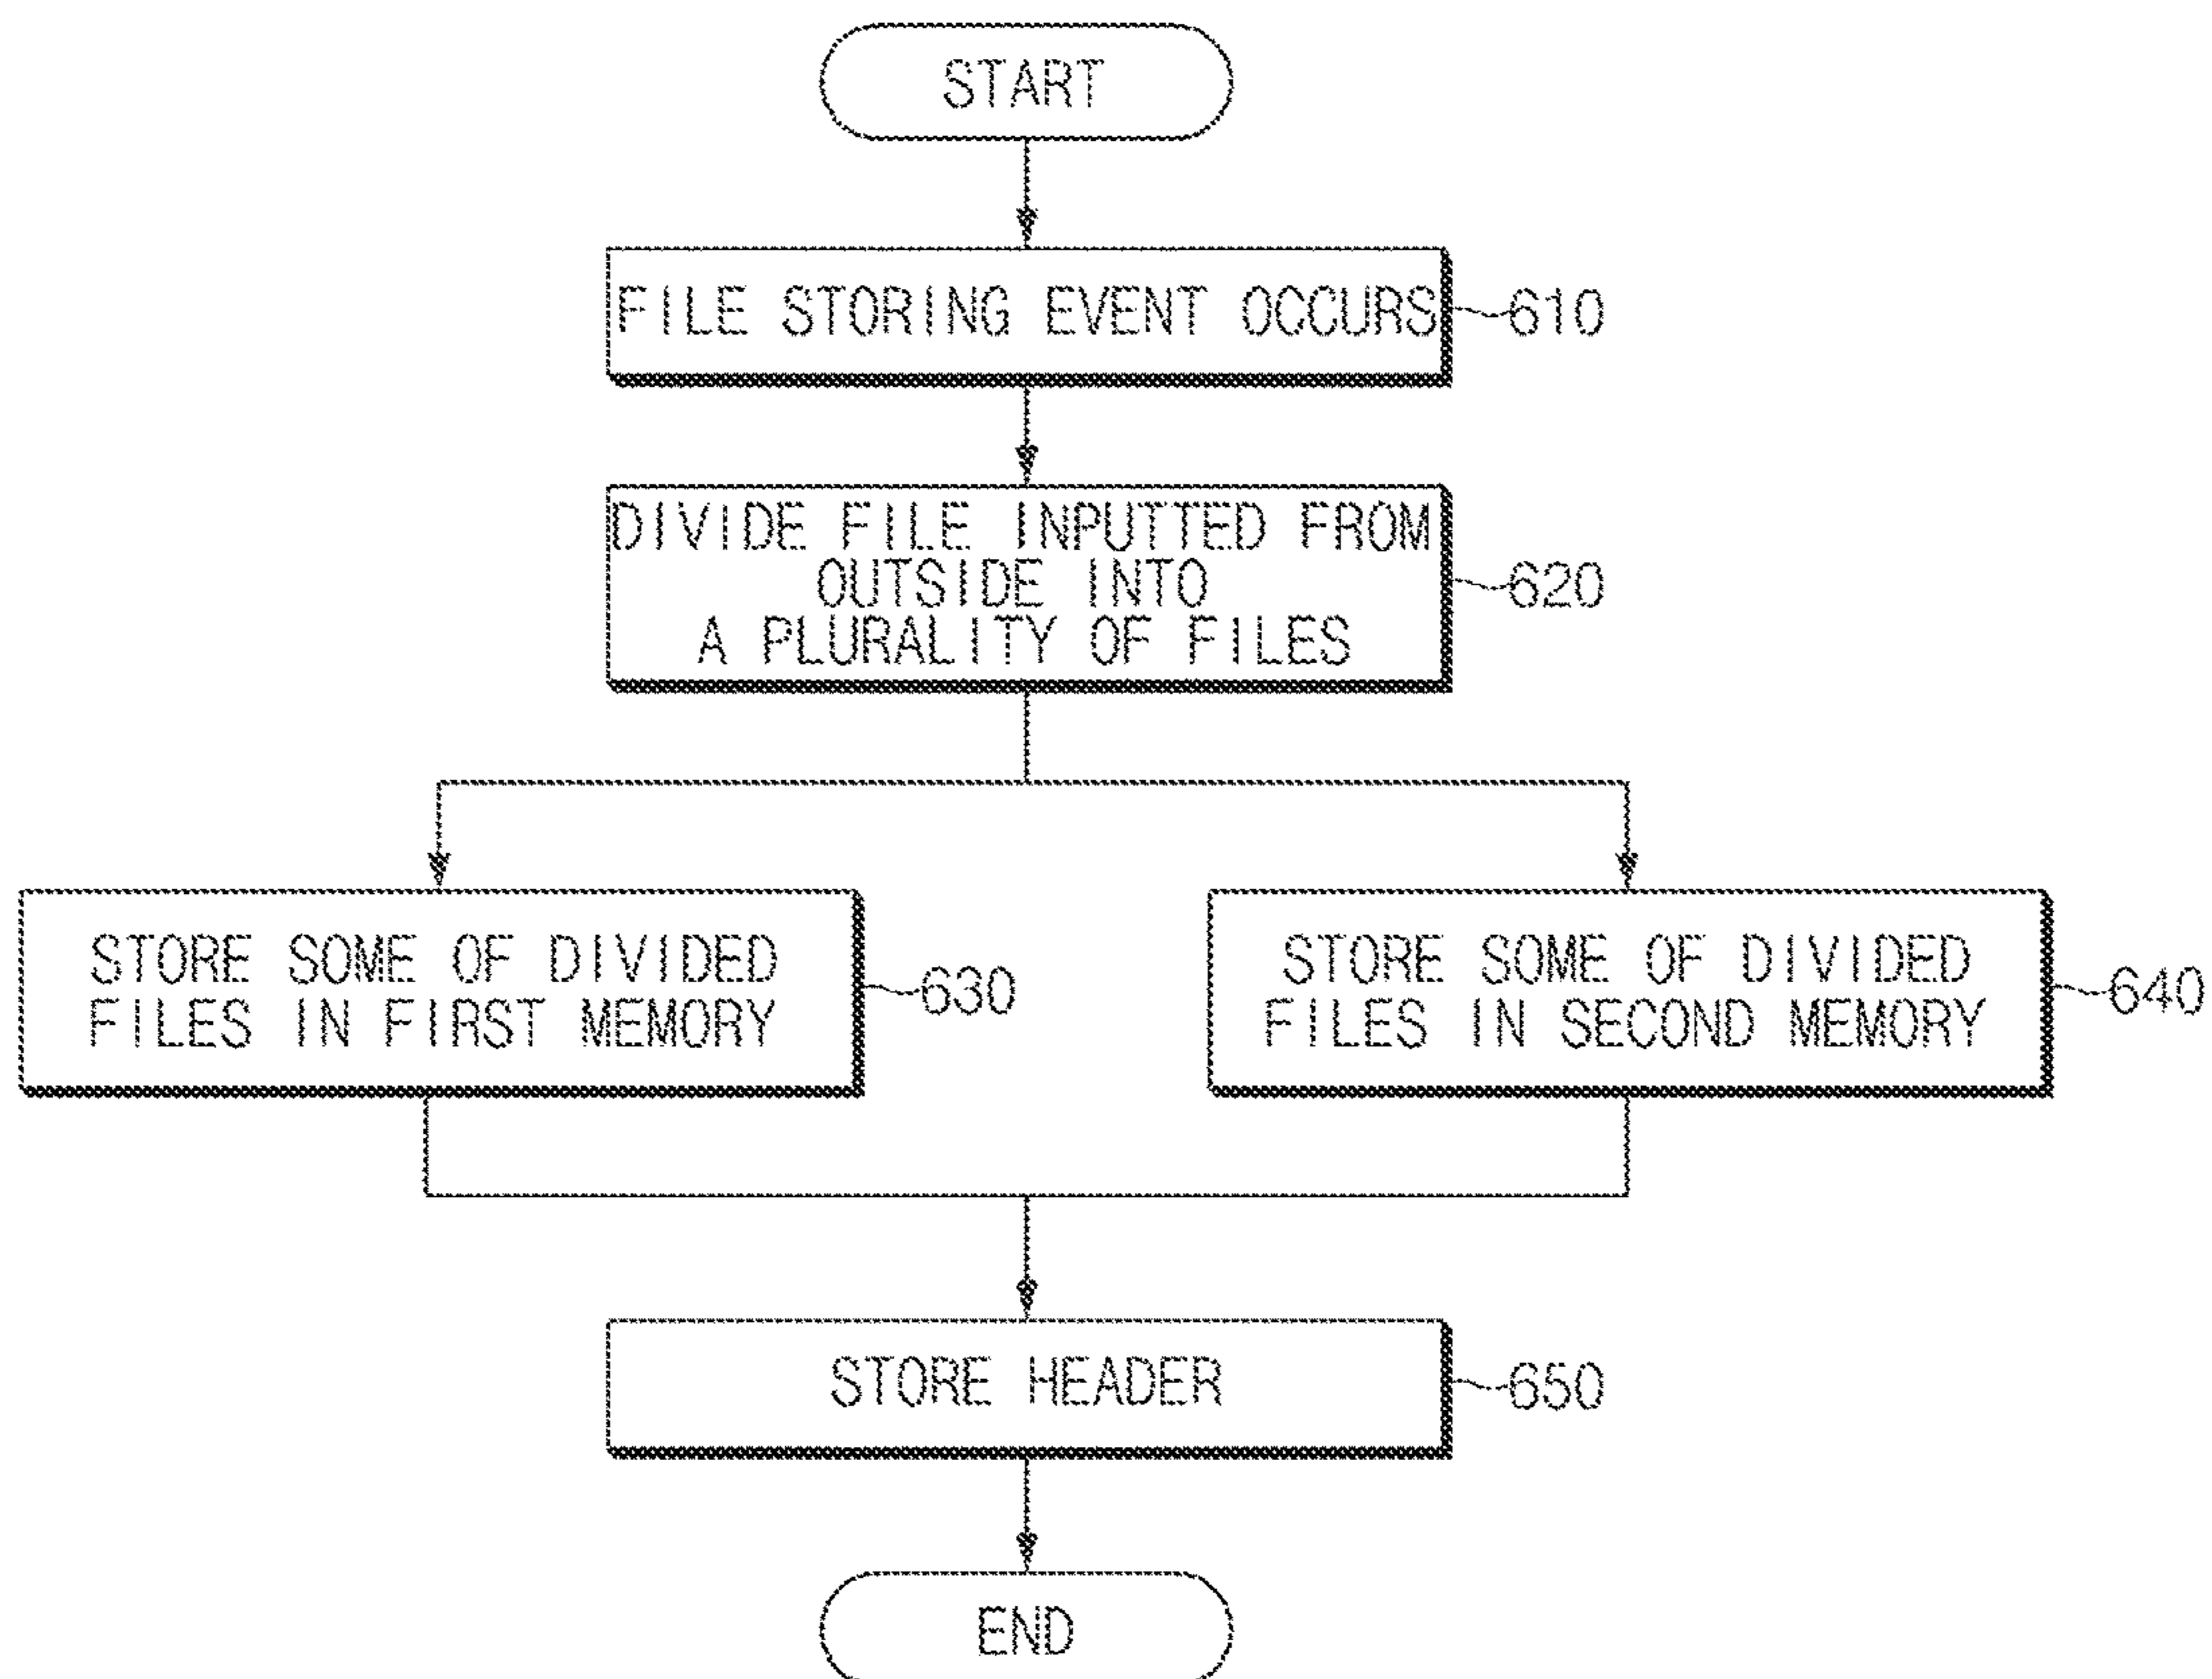 START
FILE STORING EVENT OCCURS
610
DIVIDE FILE INPUTTED FROM
OUTSIDE INTO
A PLURALITY OF FILES
620
STORE SOME OF DIVIDED
FILES IN FIRST MEMORY
630
STORE SOME OF DIVIDED
FILES IN SECOND MEMORY
640
STORE HEADER
650
END